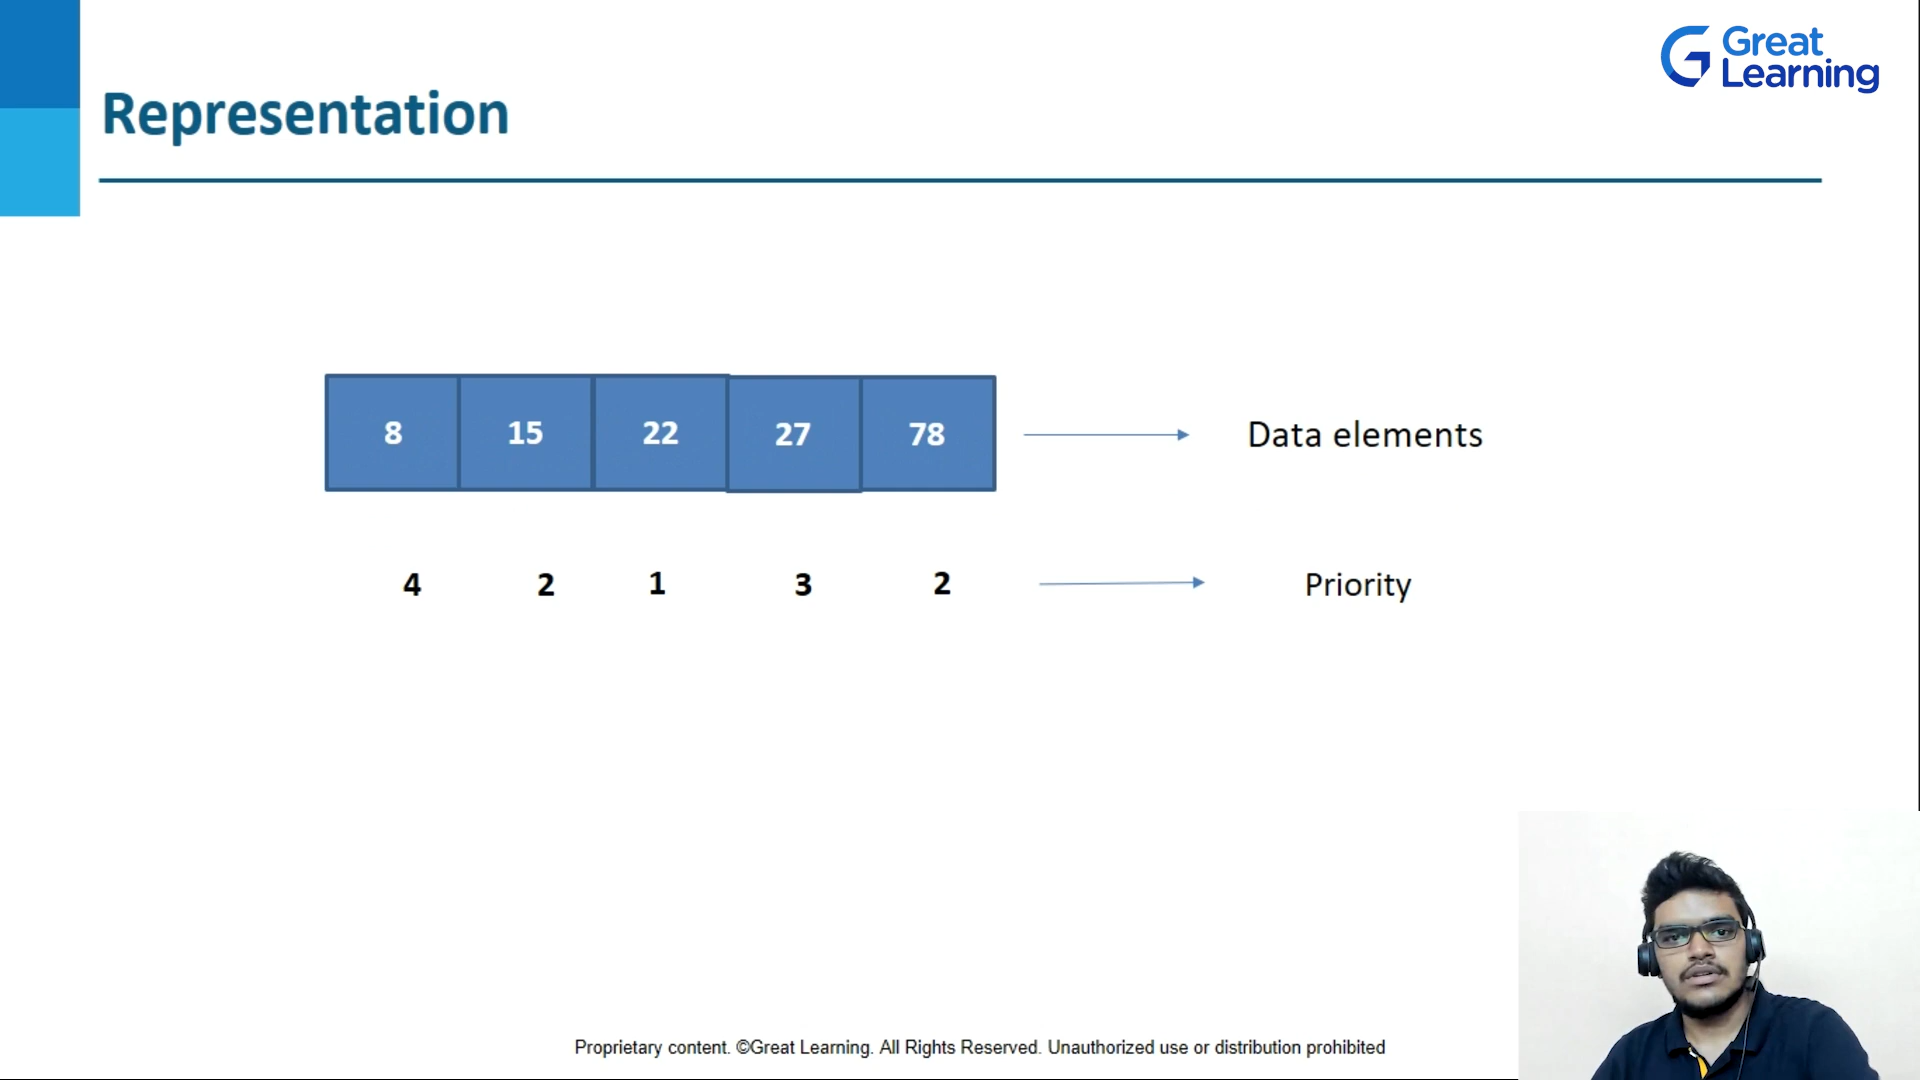 Great
Learning
Representation
8 15 22 27 78 Data elements
4 2 1 3 2 Priority
Proprietary content. ©Great Learning. All Rights Reserved. Unauthorized use or distribution prohibited